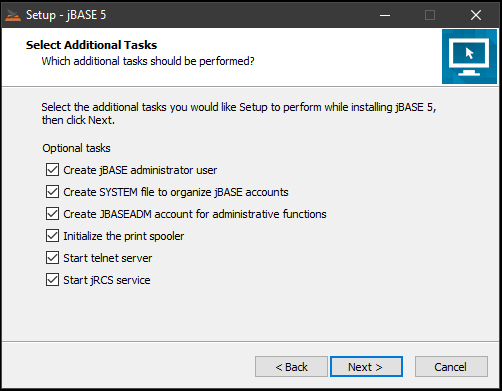 Setup - jBASE 5
Select Additional Tasks
Which additional tasks should be performed?
Select the additional tasks you would like Setup to perform while installing jBASE 5,
then click Next.
Optional tasks
Create jBASE administrator user
Create SYSTEM file to organize jBASE accounts
Create JBASEADM account for administrative functions
Initialize the print spooler
Start telnet server
Start jRCS service
< Back
Next >
Cancel